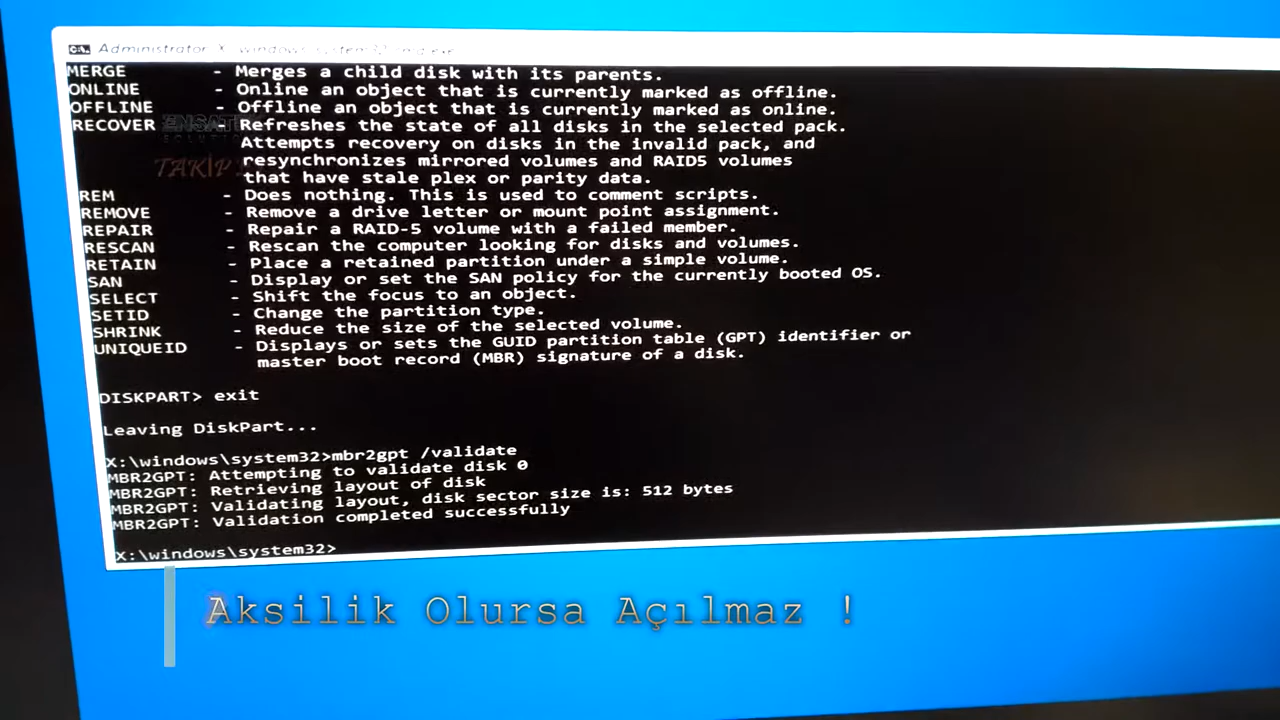 Administrator X:\windows\system32\cmd.exe
MERGE - Merges a child disk with its parents.
ONLINE - Online an object that is currently marked as offline.
OFFLINE - Offline an object that is currently marked as online.
RECOVER - Refreshes the state of all disks in the selected pack.
Attempts recovery on disks in the invalid pack, and
resynchronizes mirrored volumes and RAID5 volumes
that have stale plex or parity data.
TAKİP
REM - Does nothing. This is used to comment scripts.
REMOVE - Remove a drive letter or mount point assignment.
REPAIR - Repair a RAID-5 volume with a failed member.
RESCAN - Rescan the computer looking for disks and volumes.
RETAIN - Place a retained partition under a simple volume.
SAN - Display or set the SAN policy for the currently booted OS.
SELECT - Shift the focus to an object.
SETID - Change the partition type.
SHRINK - Reduce the size of the selected volume.
UNIQUEID - Displays or sets the GUID partition table (GPT) identifier or
master boot record (MBR) signature of a disk.
DISKPART> exit
Leaving DiskPart...
X:\windows\system32>mbr2gpt /validate
MBR2GPT: Attempting to validate disk 0
MBR2GPT: Retrieving layout of disk
MBR2GPT: Validating layout, disk sector size is: 512 bytes
MBR2GPT: Validation completed successfully
X:\windows\system32>
Aksilik Olursa Açılmaz !